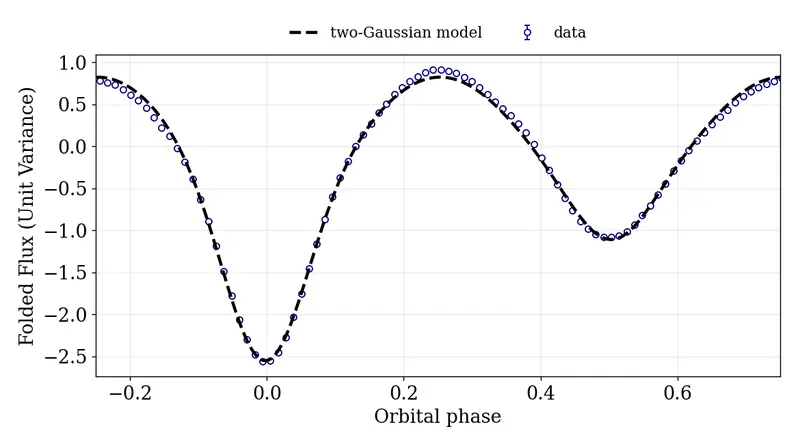 two-Gaussian model data
Folded Flux (Unit Variance)
1.0
0.5
0.0
−0.5
−1.0
−1.5
−2.0
−2.5
−0.2 0.0 0.2 0.4 0.6
Orbital phase